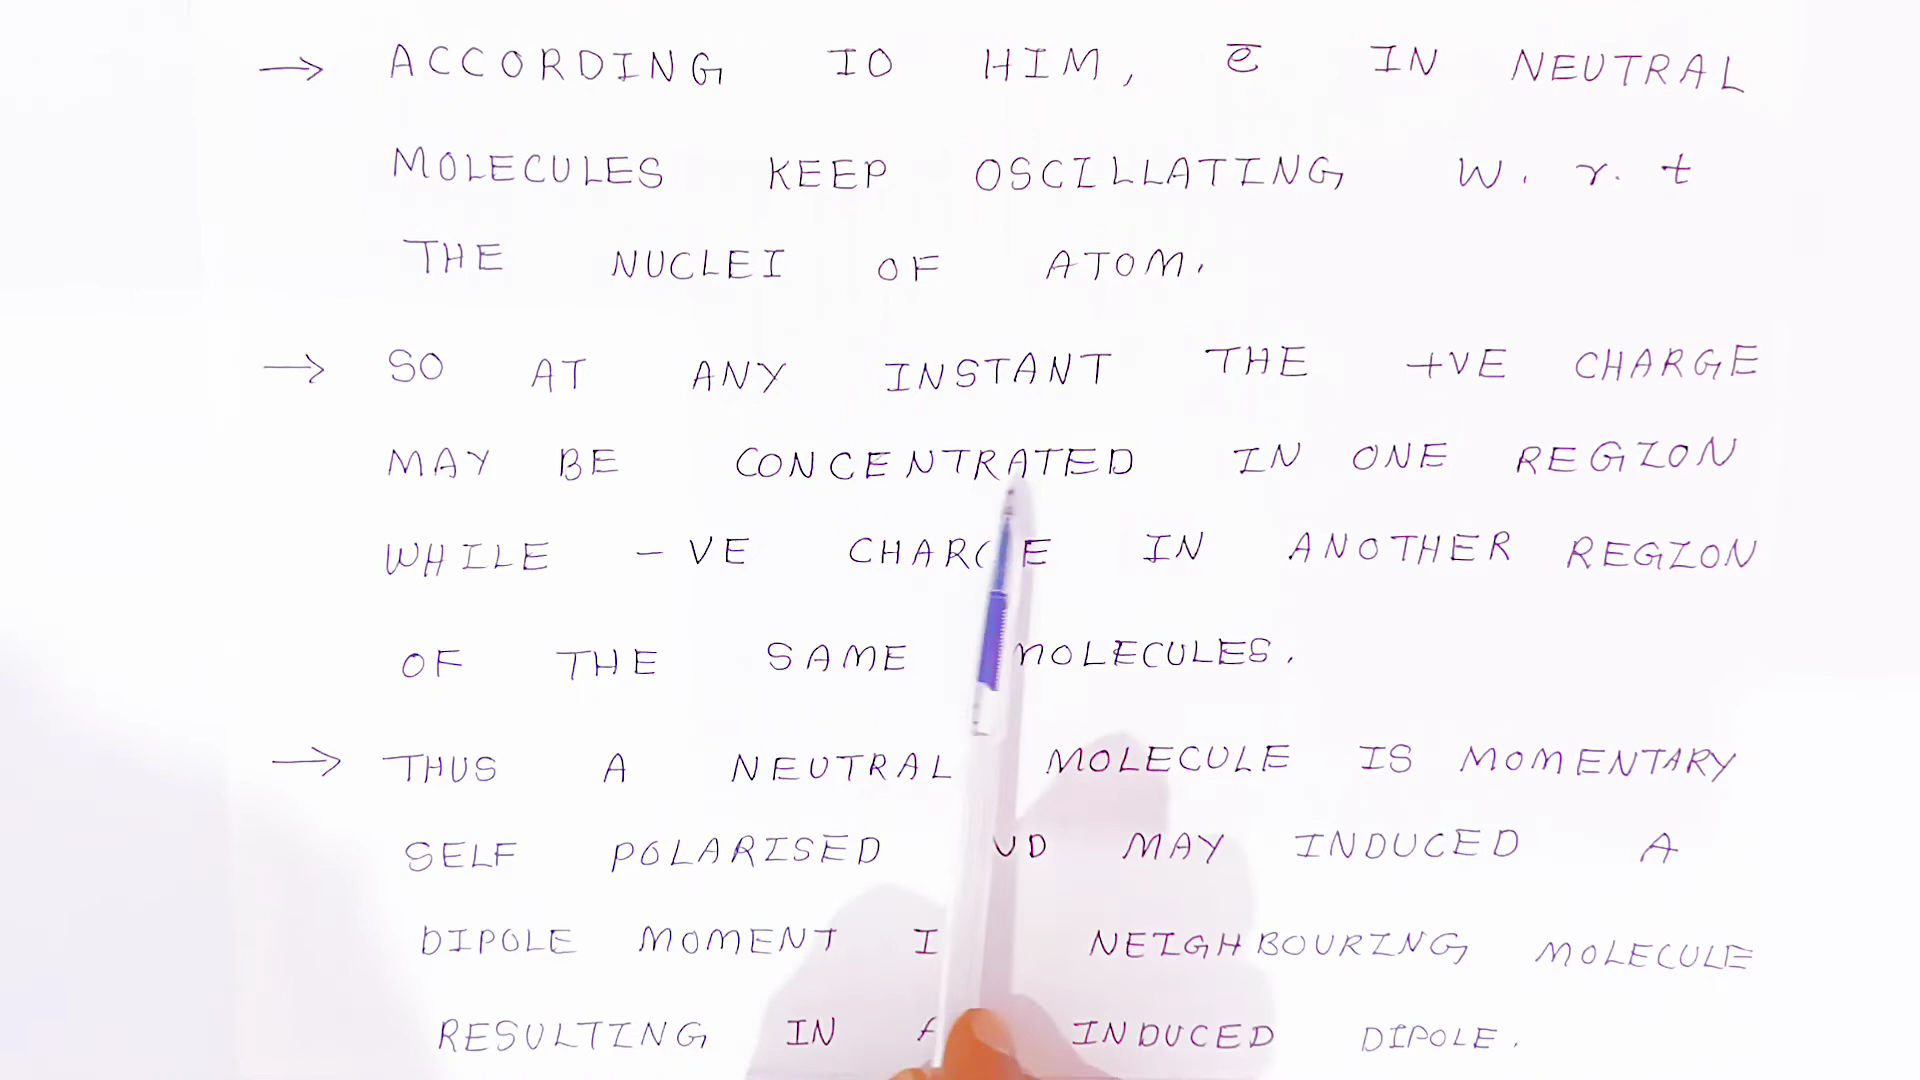 → ACCORDING TO HIM, e̅ IN NEUTRAL
MOLECULES KEEP OSCILLATING W.r.t
THE NUCLEI OF ATOM.
→ SO AT ANY INSTANT THE +VE CHARGE
MAY BE CONCENTRATED IN ONE REGION
WHILE -VE CHARGE IN ANOTHER REGION
OF THE SAME MOLECULES.
→ THUS A NEUTRAL MOLECULE IS MOMENTARY
SELF POLARISED MAY INDUCED A
DIPOLE MOMENT NEIGHBOURING MOLECULE
RESULTING IN INDUCED DIPOLE.